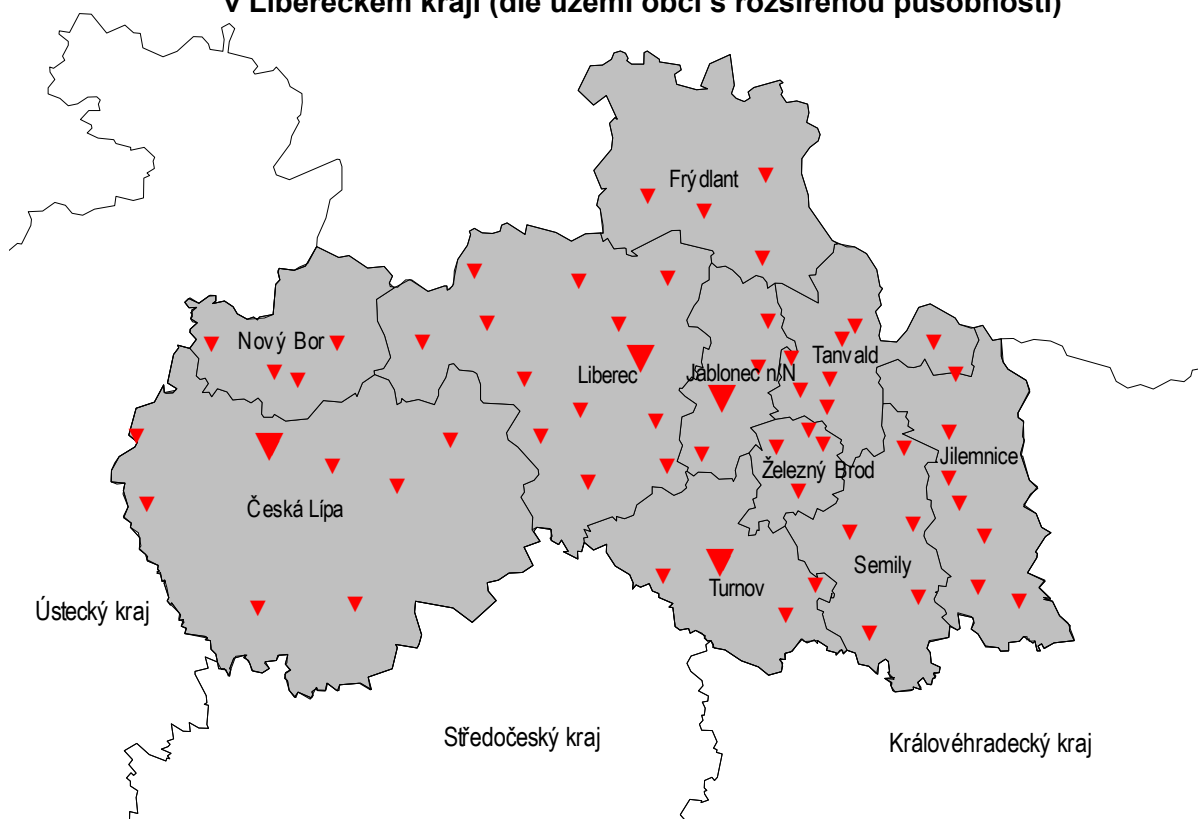 v Libereckém kraji (dle území obcí s rozšířenou působností)
Frýdlant
Nový Bor
Liberec
Jablonec n/N
Tanvald
Jilemnice
Železný Brod
Česká Lípa
Semily
Turnov
Ústecký kraj
Středočeský kraj
Královéhradecký kraj